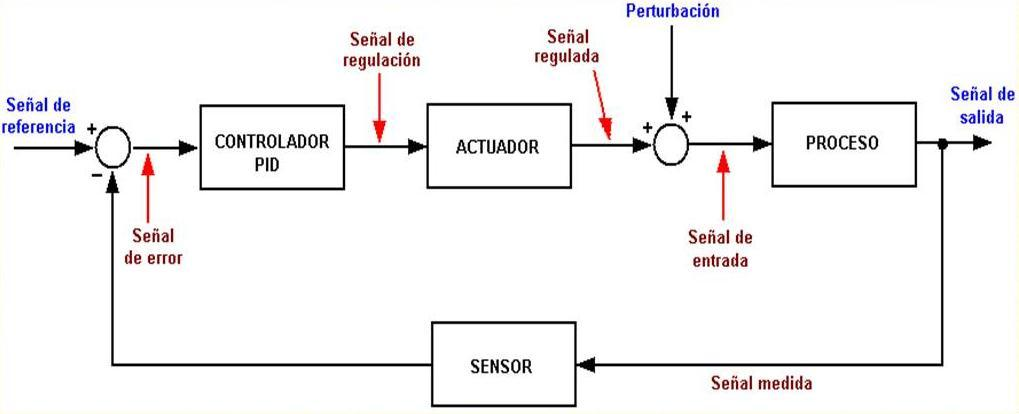 Perturbación
Señal de
regulación
Señal
regulada
Señal de
referencia
+
−
CONTROLADOR
PID
ACTUADOR
+
+
PROCESO
Señal de
salida
Señal
de error
Señal de
entrada
SENSOR
Señal medida